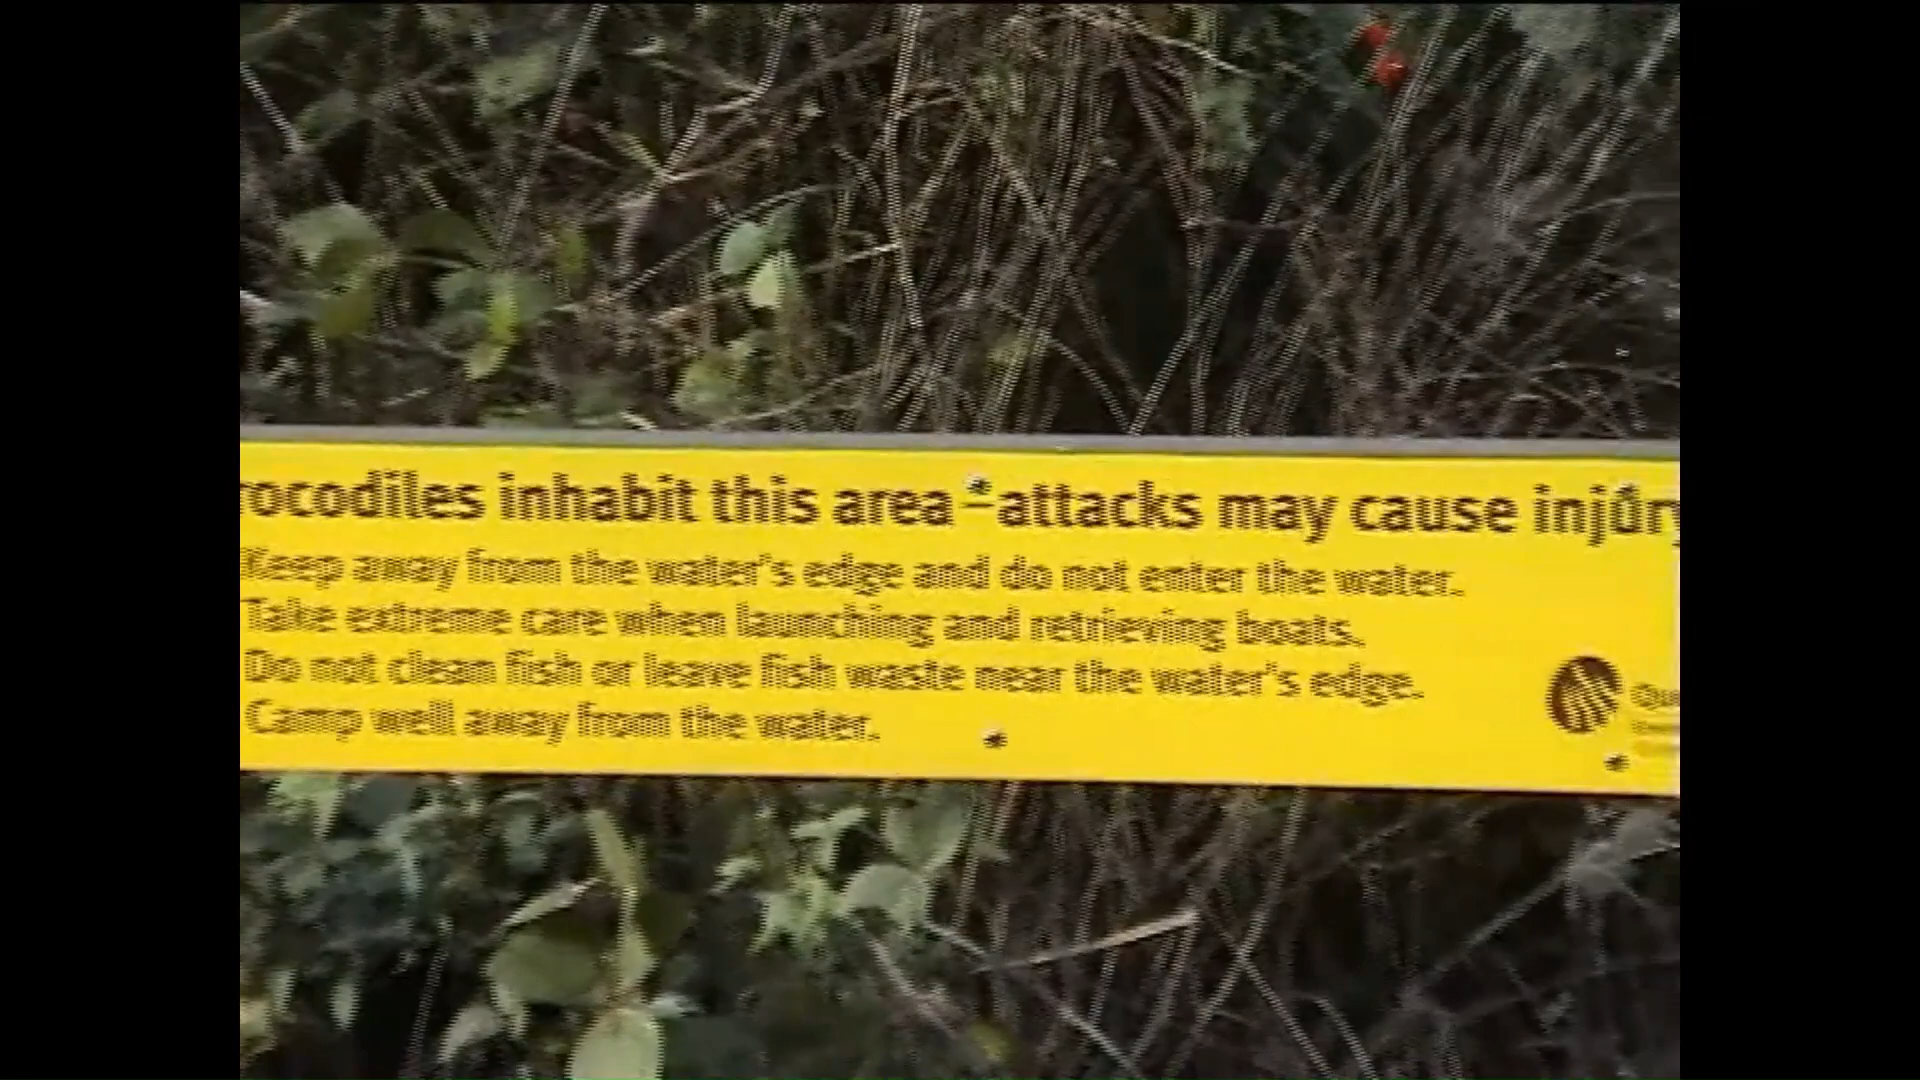 rocodiles inhabit this area - attacks may cause injury
Keep away from the water's edge and do not enter the water.
Take extreme care when launching and retrieving boats.
Do not clean fish or leave fish waste near the water's edge.
Camp well away from the water.